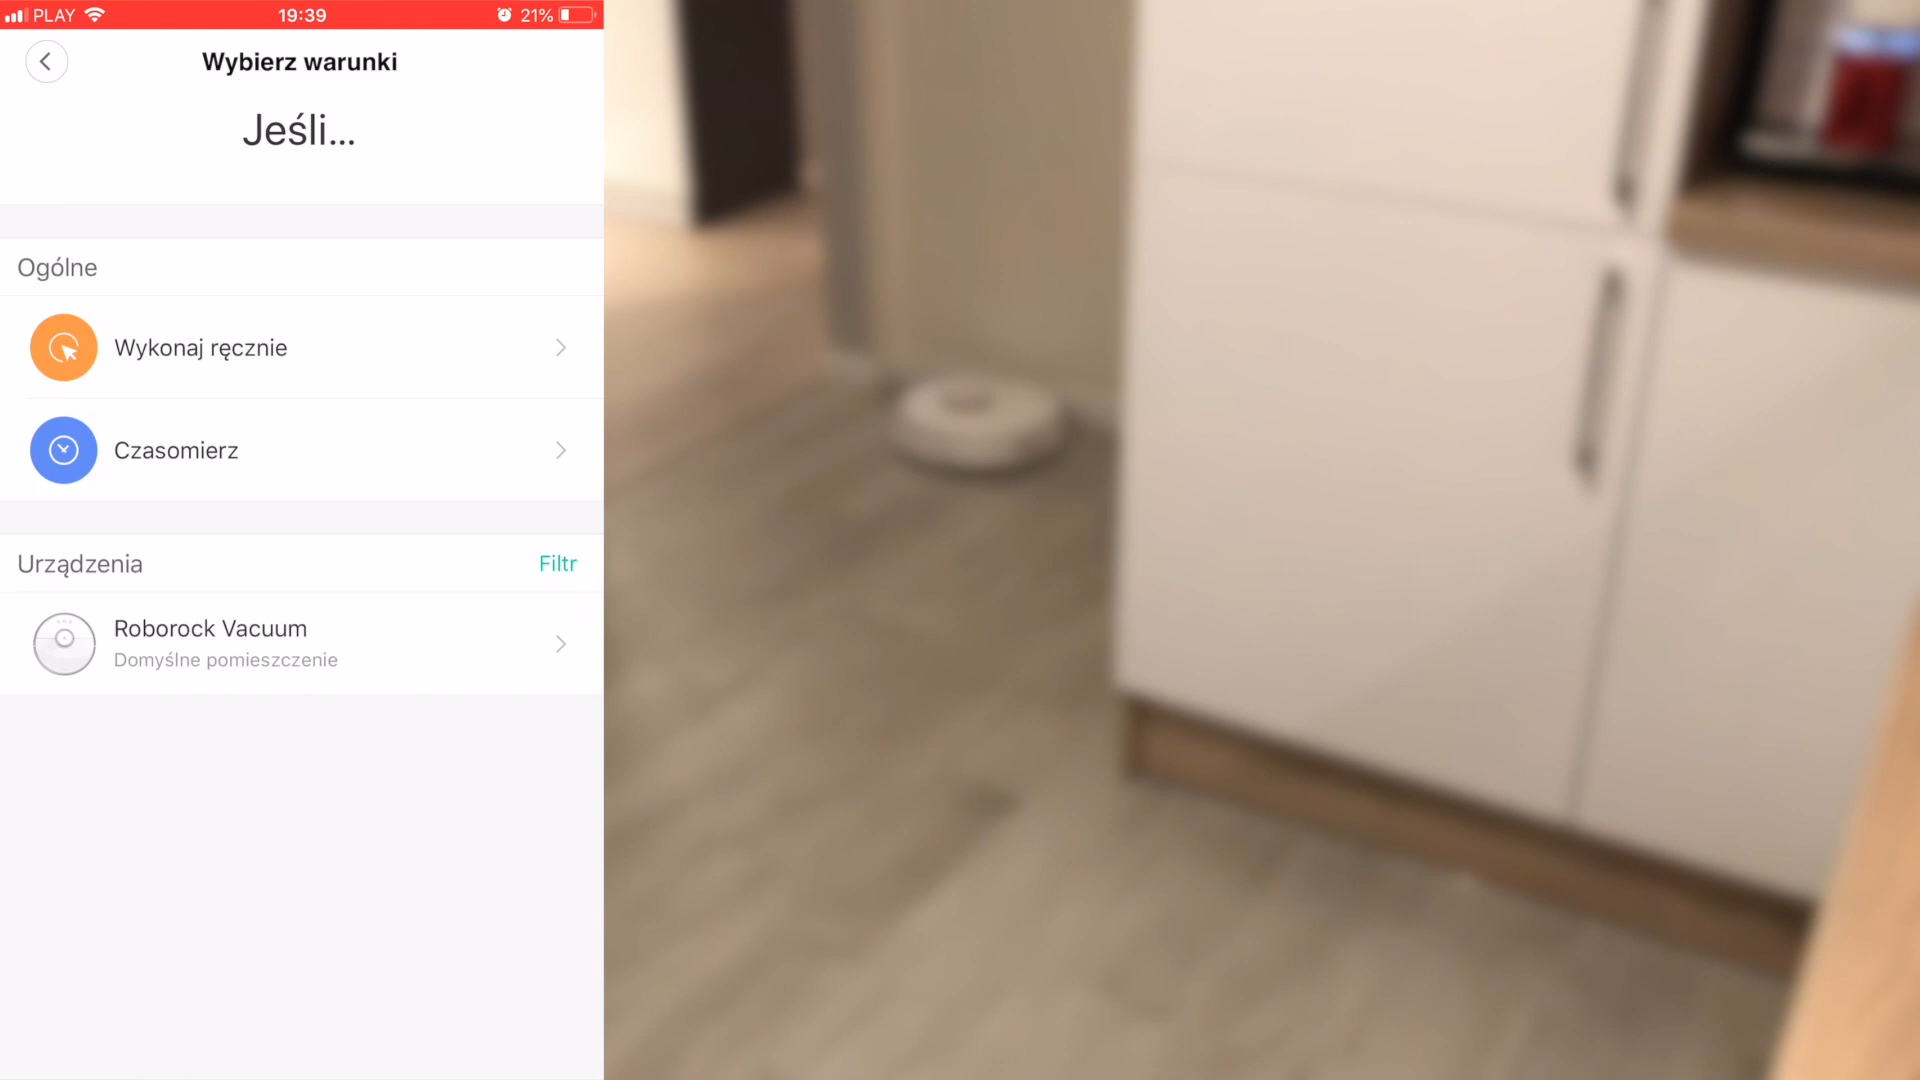 PLAY 19:39 21%
Wybierz warunki
Jeśli...
Ogólne
Wykonaj ręcznie
Czasomierz
Urządzenia Filtr
Roborock Vacuum
Domyślne pomieszczenie